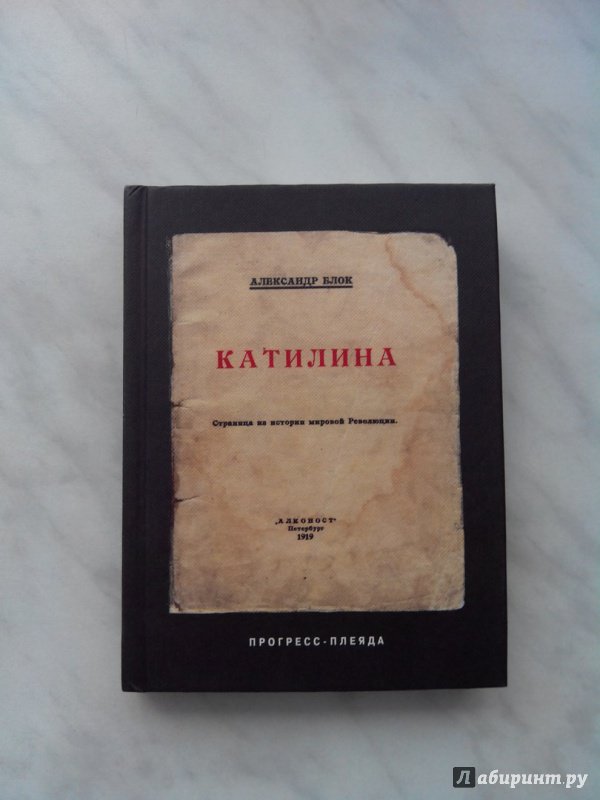 АЛЕКСАНДР БЛОК
КАТИЛИНА
Страница из истории мировой Революции.
„АЛКОНОСТ"
Петербург
1919
ПРОГРЕСС-ПЛЕЯДА
Лабиринт.ру